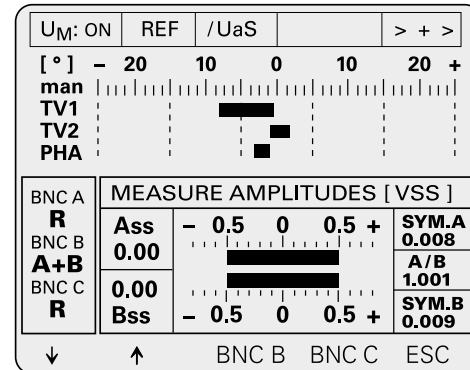 UM: ON REF /UaS > + >
[ ° ] – 20 10 0 10 20 +
man
TV1
TV2
PHA
BNC A
R
BNC B
A+B
BNC C
R
MEASURE AMPLITUDES [ VSS ]
Ass
0.00
0.00
Bss
– 0.5 0 0.5 +
– 0.5 0 0.5 +
SYM.A
0.008
A/B
1.001
SYM.B
0.009
↓ ↑ BNC B BNC C ESC